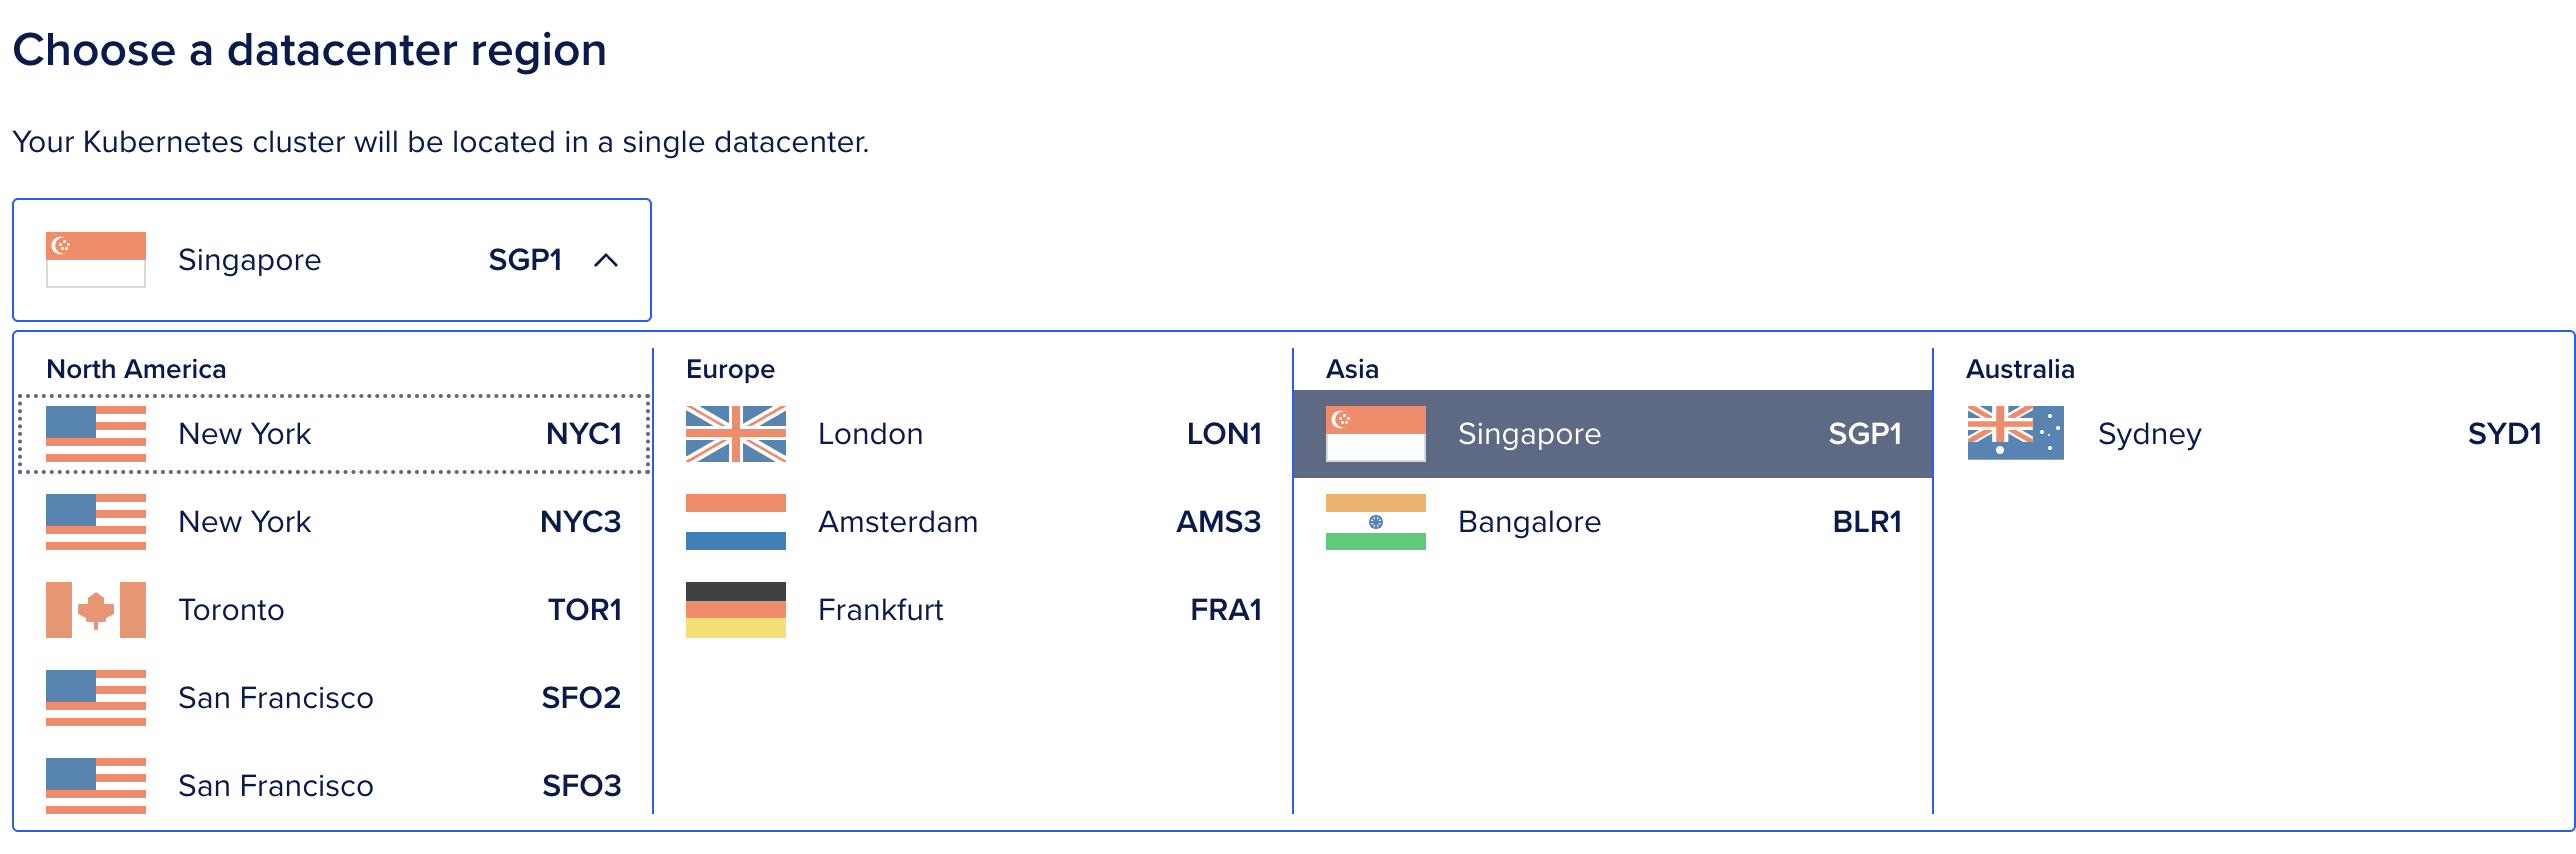 Choose a datacenter region
Your Kubernetes cluster will be located in a single datacenter.
Singapore SGP1
North America
New York NYC1
New York NYC3
Toronto TOR1
San Francisco SFO2
San Francisco SFO3
Europe
London LON1
Amsterdam AMS3
Frankfurt FRA1
Asia
Singapore SGP1
Bangalore BLR1
Australia
Sydney SYD1